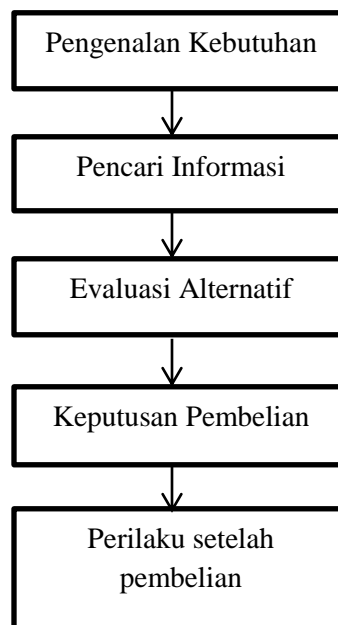 Pengenalan Kebutuhan
Pencari Informasi
Evaluasi Alternatif
Keputusan Pembelian
Perilaku setelah
pembelian